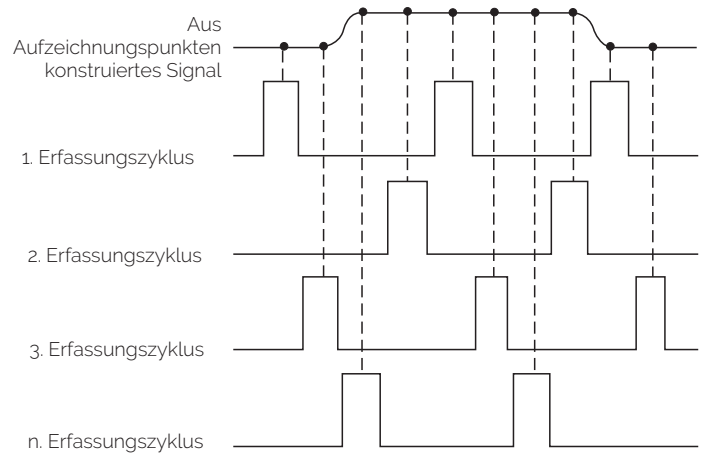 Aus
Aufzeichnungspunkten
konstruiertes Signal
1. Erfassungszyklus
2. Erfassungszyklus
3. Erfassungszyklus
n. Erfassungszyklus